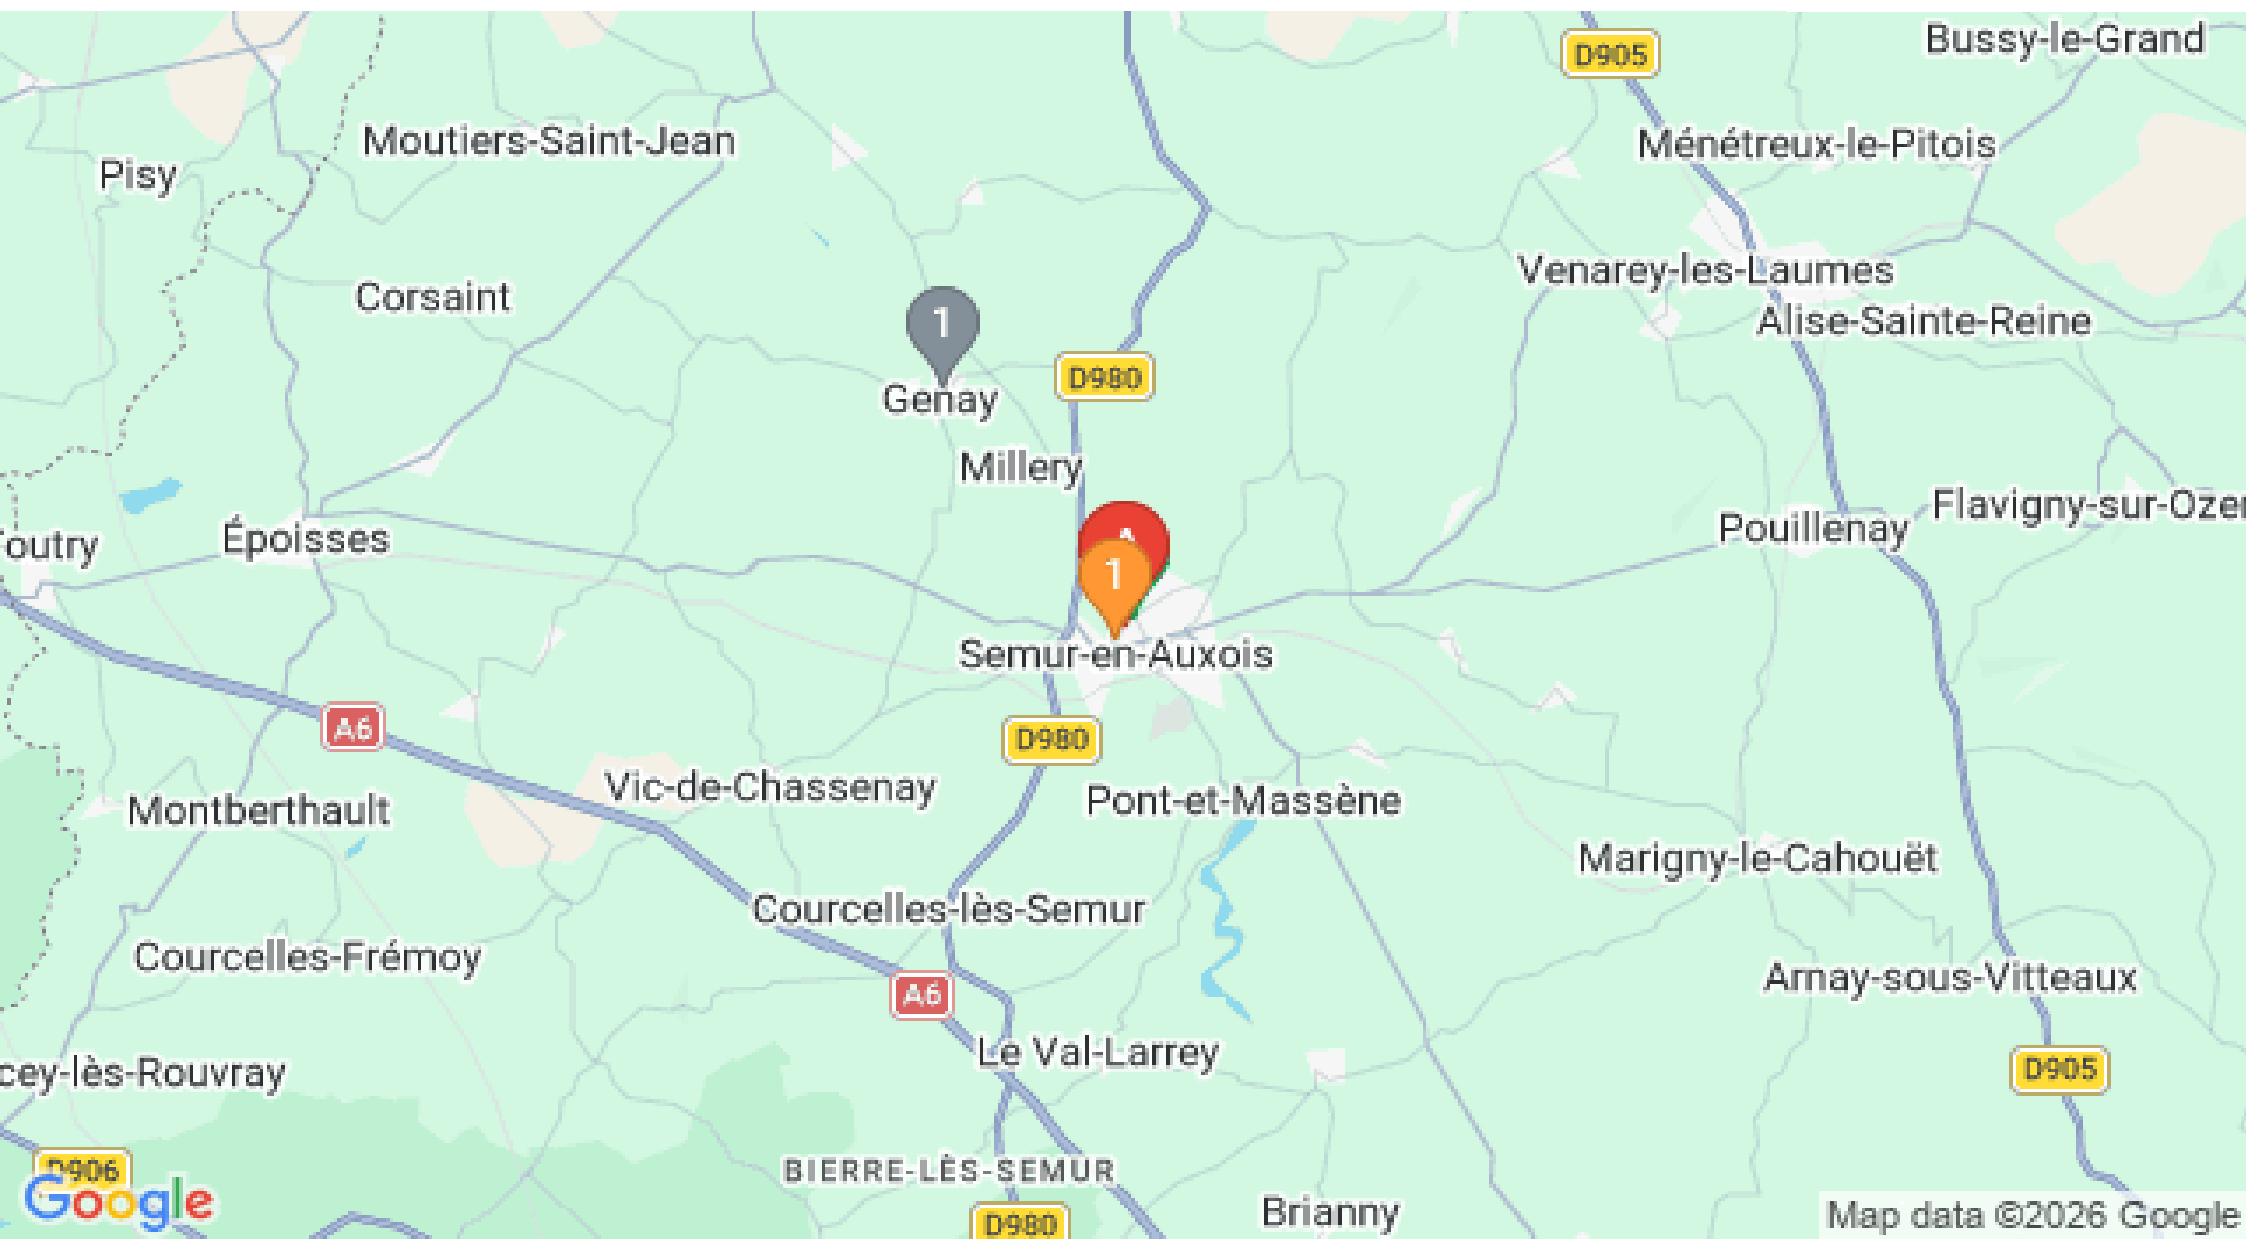 Bussy-le-Grand
D905
Moutiers-Saint-Jean
Ménétreux-le-Pitois
Pisy
Venarey-les-Laumes
Corsaint
1
Alise-Sainte-Reine
D980
Genay
Millery
Flavigny-sur-Ozer
Pouillenay
Époisses
outry
1
Semur-en-Auxois
A6
D980
Vic-de-Chassenay
Pont-et-Massène
Montberthault
Marigny-le-Cahouët
Courcelles-lès-Semur
Courcelles-Frémoy
Arnay-sous-Vitteaux
A6
Le Val-Larrey
cey-lès-Rouvray
D905
D906
BIERRE-LÈS-SEMUR
Google
Brianny
D980
Map data ©2026 Google